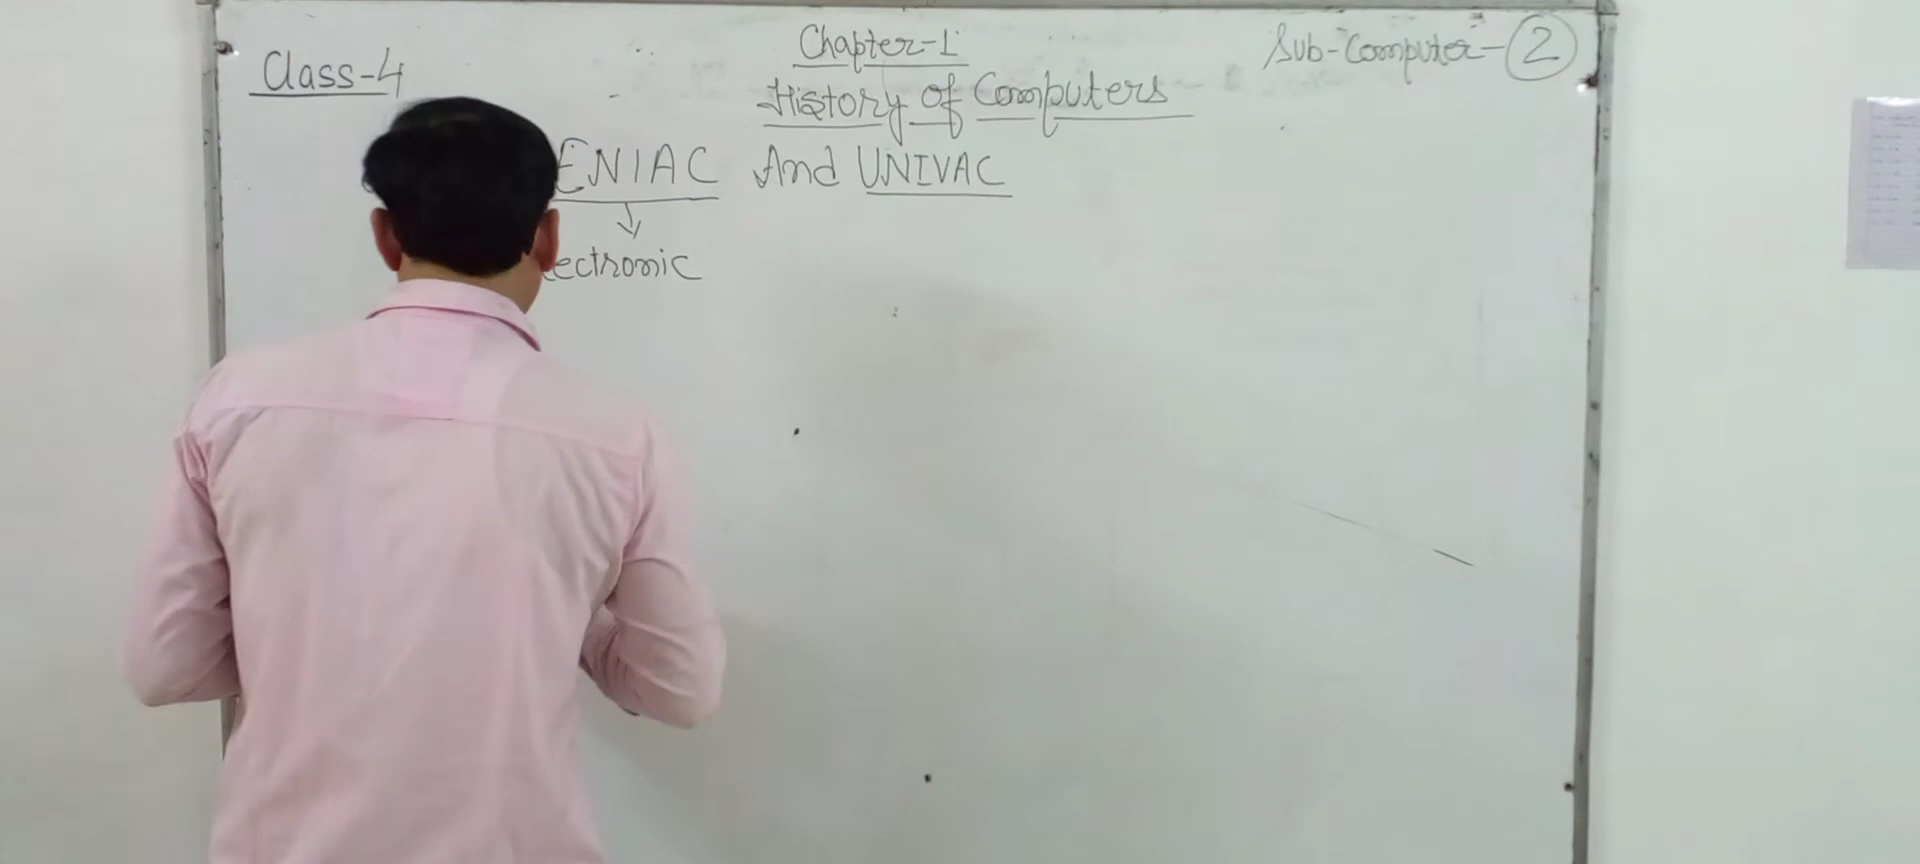 Class-4
Chapter-1
Sub-Computer-2
History of Computers
ENIAC And UNIVAC
ectronic